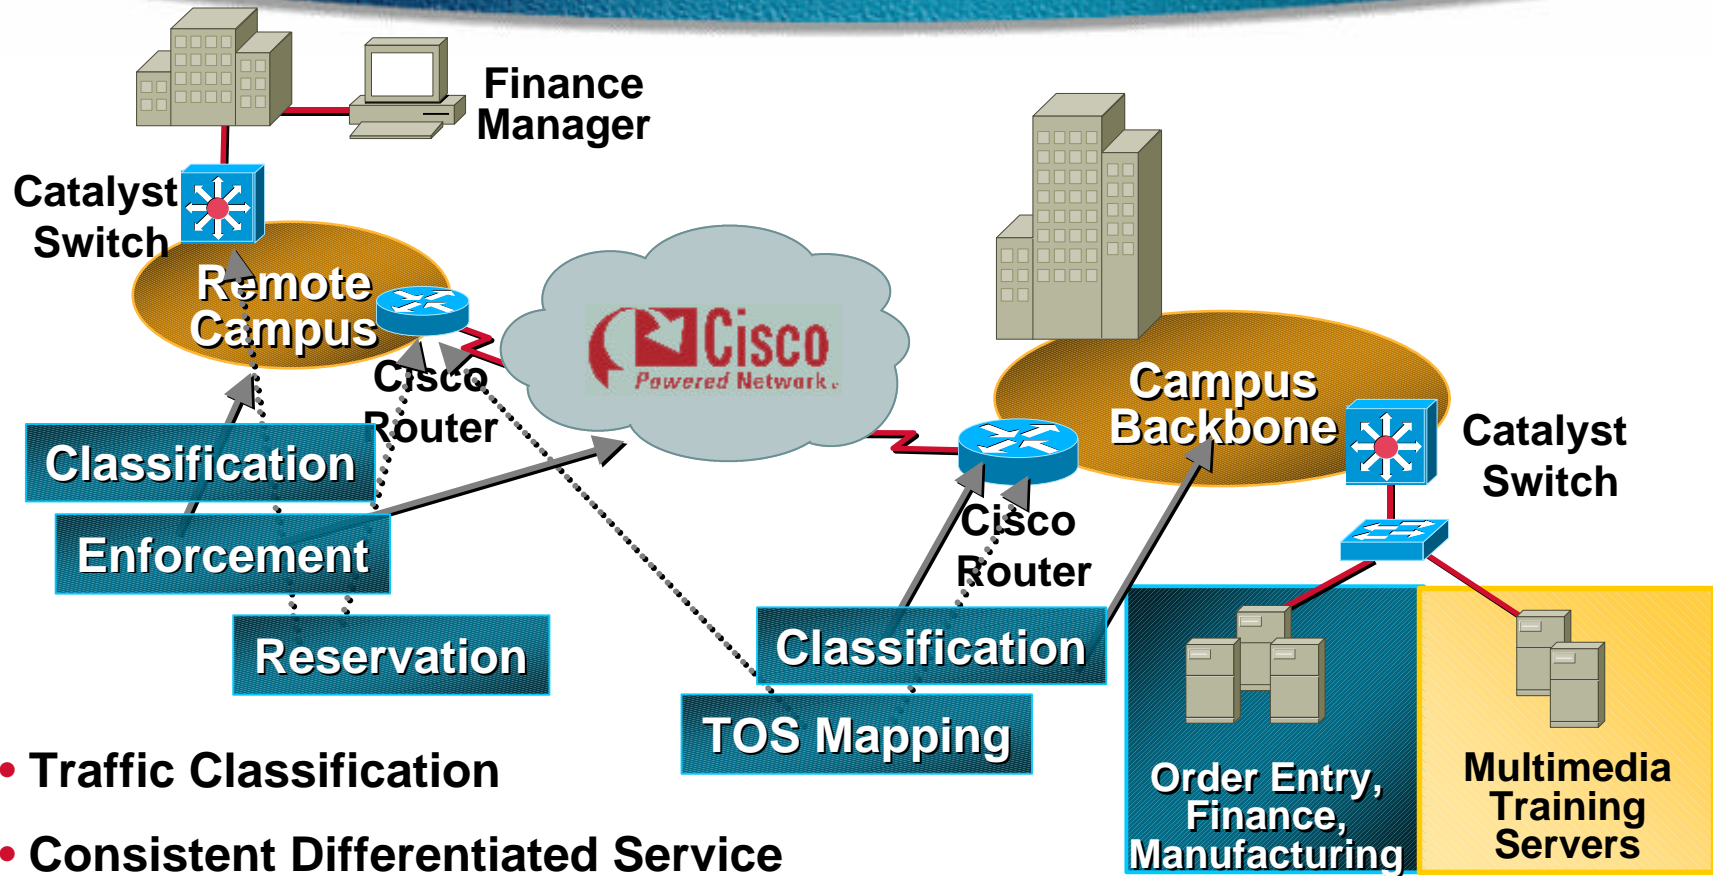 Finance
Manager
Catalyst
Switch
Remote
Campus
Cisco
Router
Cisco
Powered Network
Campus
Backbone
Catalyst
Switch
Cisco
Router
Classification
Enforcement
Reservation
Classification
TOS Mapping
Order Entry,
Finance,
Manufacturing
Multimedia
Training
Servers
• Traffic Classification
• Consistent Differentiated Service